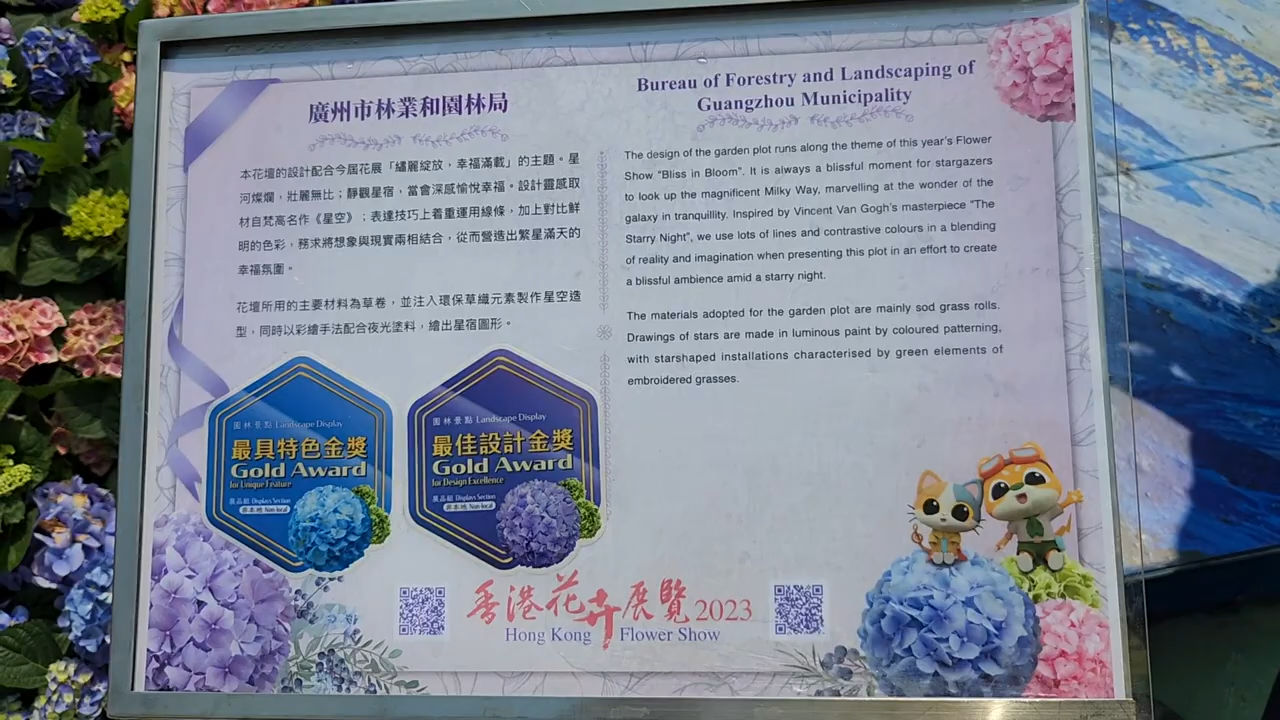 廣州市林業和園林局
本花壇的設計配合今屆花展「繡麗綻放，幸福滿載」的主題。星
河燦爛，壯麗無比；靜觀星宿，當會深感愉悅幸福。設計靈感取
材自梵高名作《星空》；表達技巧上着重運用線條，加上對比鮮
明的色彩，務求將想象與現實兩相結合，從而營造出繁星滿天的
幸福氛圍。
花壇所用的主要材料為草卷，並注入環保草織元素製作星空造
型，同時以彩繪手法配合夜光塗料，繪出星宿圖形。
Bureau of Forestry and Landscaping of
Guangzhou Municipality
The design of the garden plot runs along the theme of this year's Flower
Show "Bliss in Bloom". It is always a blissful moment for stargazers
to look up the magnificent Milky Way, marvelling at the wonder of the
galaxy in tranquillity. Inspired by Vincent Van Gogh's masterpiece "The
Starry Night", we use lots of lines and contrastive colours in a blending
of reality and imagination when presenting this plot in an effort to create
a blissful ambience amid a starry night.
The materials adopted for the garden plot are mainly sod grass rolls.
Drawings of stars are made in luminous paint by coloured patterning,
with starshaped installations characterised by green elements of
embroidered grasses.
園林景點 Landscape Display
最具特色金獎
Gold Award
for Unique Feature
展品組 Displays Section
非本地 Non-local
園林景點 Landscape Display
最佳設計金獎
Gold Award
for Design Excellence
展品組 Displays Section
非本地 Non-local
香港花卉展覽2023
Hong Kong Flower Show